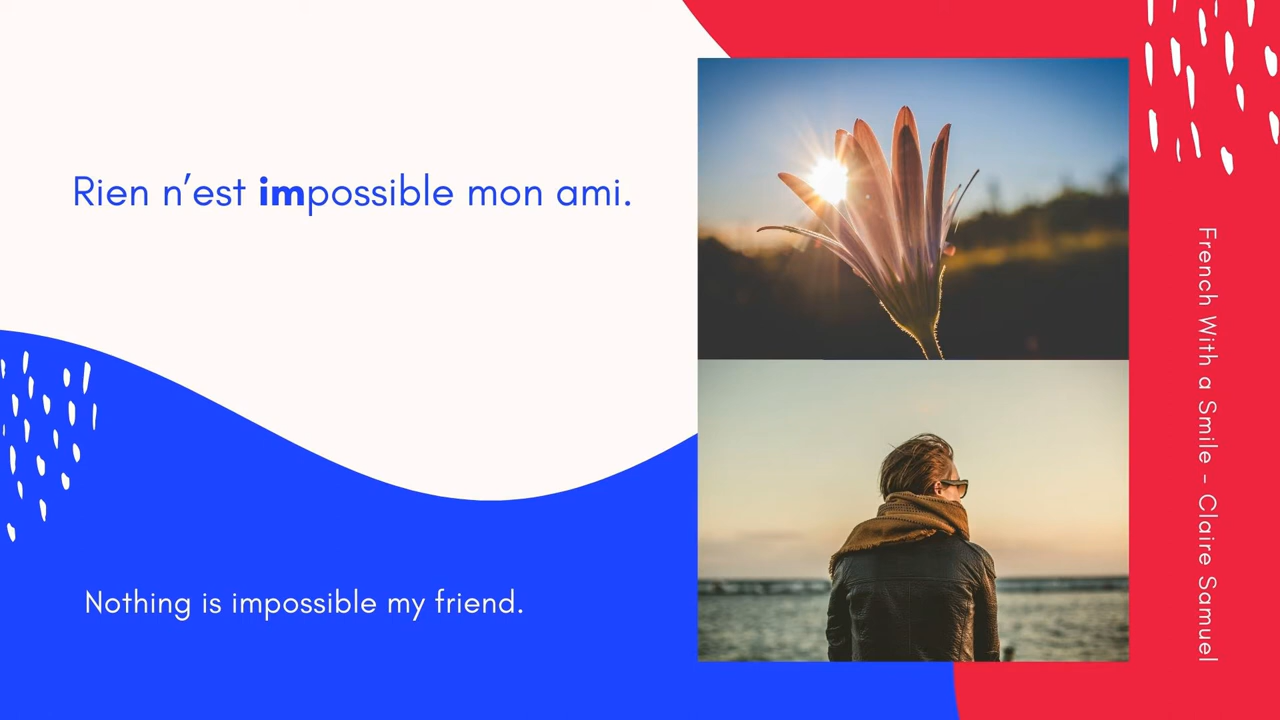 Rien n’est impossible mon ami.
Nothing is impossible my friend.
French With a Smile - Claire Samuel